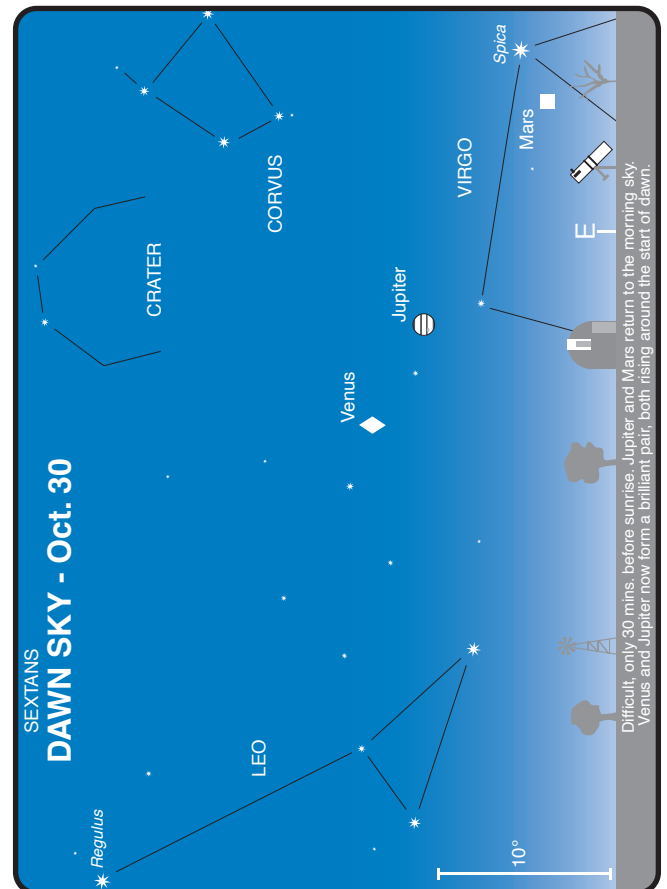 SEXTANS
DAWN SKY - Oct. 30
Regulus
LEO
CRATER
CORVUS
Venus
Jupiter
VIRGO
Spica
Mars
10°
E
Difficult, only 30 mins. before sunrise. Jupiter and Mars return to the morning sky.
Venus and Jupiter now form a brilliant pair, both rising around the start of dawn.